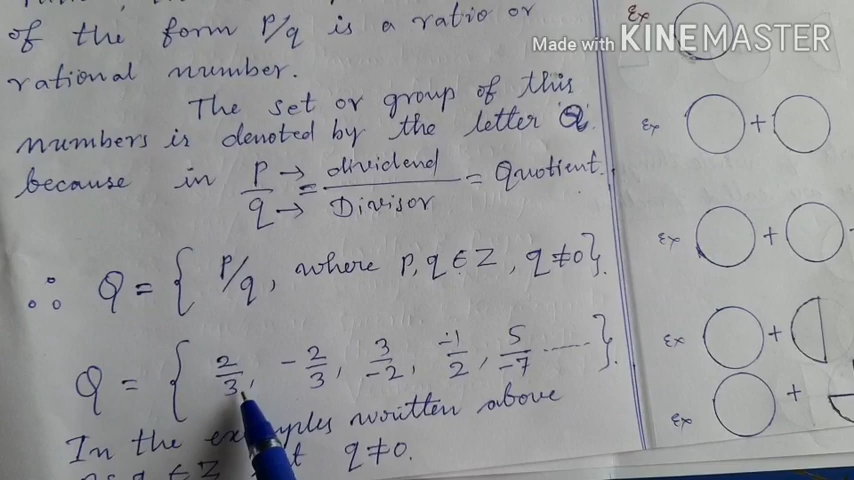 of the form P/q is a ratio or
rational number.
The set or group of this
numbers is denoted by the letter 'Q'.
because in P/q → → = dividend/Divisor = Quotient.
∴ Q = { P/q, where p, q ∈ Z, q ≠ 0}.
Q = { 2/3, -2/3, 3/-2, -1/2, 5/-7 ...... }.
In the examples written above
q ≠ 0.
Made with KINEMASTER
Ex
Ex +
Ex +
Ex +
Ex +